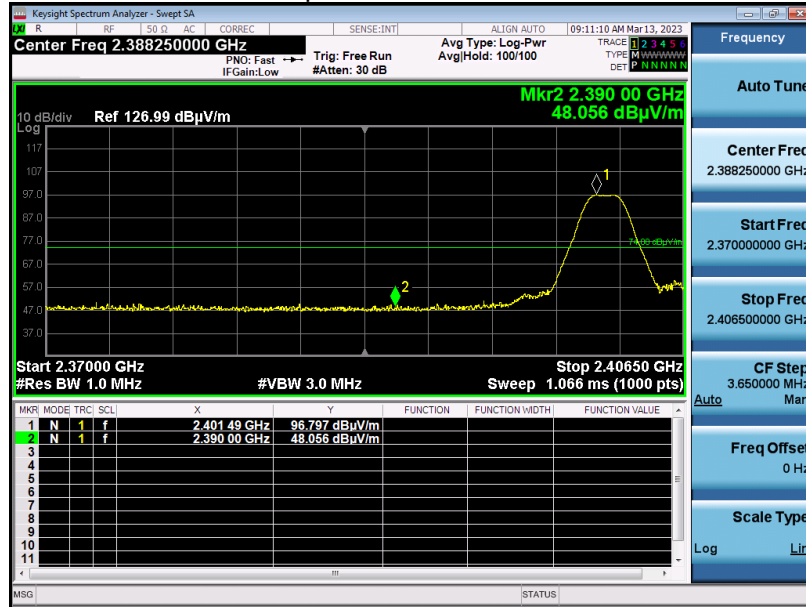 Keysight Spectrum Analyzer - Swept SA
LXI R RF 50 Ω AC CORREC SENSE:INT ALIGN AUTO 09:11:10 AM Mar 13, 2023
Center Freq 2.388250000 GHz
PNO: Fast
IFGain:Low
Trig: Free Run
#Atten: 30 dB
Avg Type: Log-Pwr
Avg|Hold: 100/100
TRACE 1 2 3 4 5 6
TYPE M WWWWW
DET P N N N N N
Mkr2 2.390 00 GHz
48.056 dBµV/m
10 dB/div Ref 126.99 dBµV/m
Log
117
107
97.0
87.0
77.0
67.0
57.0
47.0
37.0
1
74.00 dBµV/m
2
Start 2.37000 GHz Stop 2.40650 GHz
#Res BW 1.0 MHz #VBW 3.0 MHz Sweep 1.066 ms (1000 pts)
MKR MODE TRC SCL X Y FUNCTION FUNCTION WIDTH FUNCTION VALUE
1 N 1 f 2.401 49 GHz 96.797 dBµV/m
2 N 1 f 2.390 00 GHz 48.056 dBµV/m
3
4
5
6
7
8
9
10
11
MSG STATUS
Frequency
Auto Tune
Center Freq
2.388250000 GHz
Start Freq
2.370000000 GHz
Stop Freq
2.406500000 GHz
CF Step
3.650000 MHz
Auto Man
Freq Offset
0 Hz
Scale Type
Log Lin